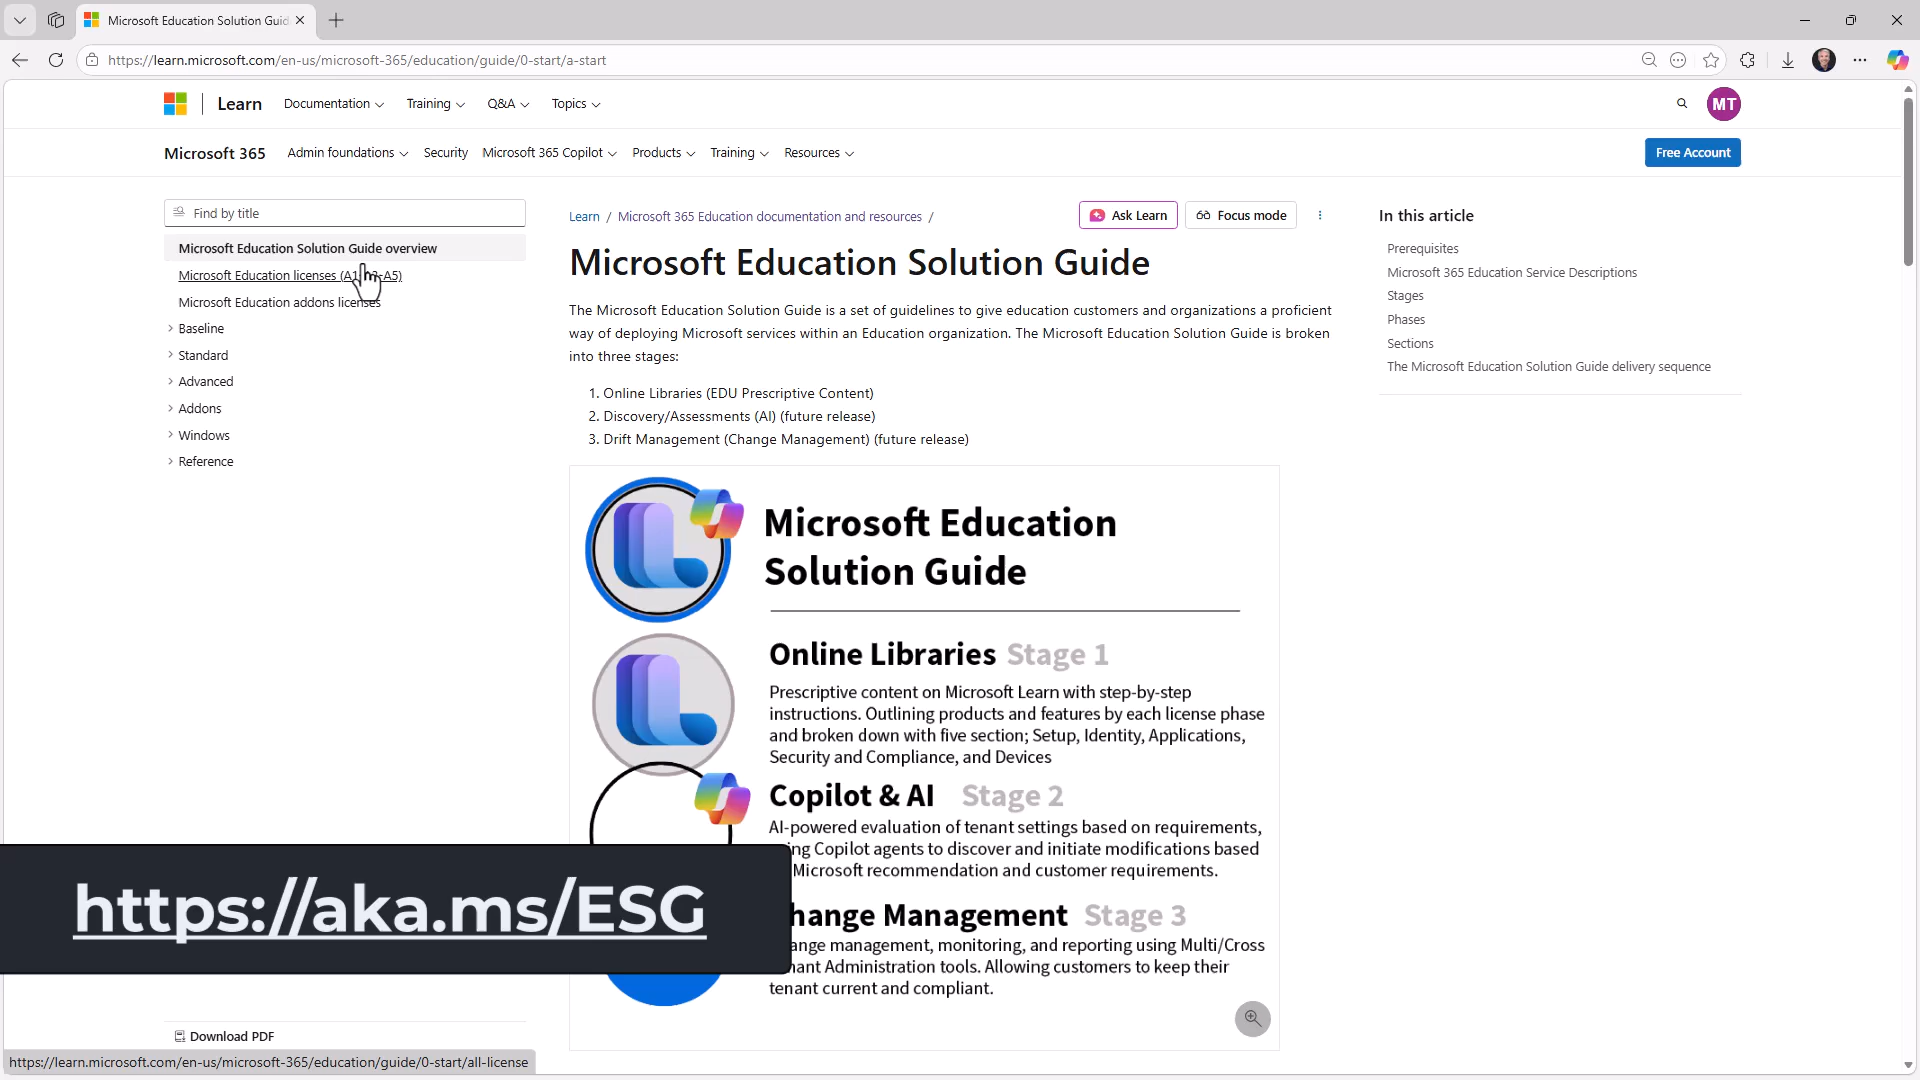 Microsoft Education Solution Guid
https://learn.microsoft.com/en-us/microsoft-365/education/guide/0-start/a-start
Learn
Documentation
Training
Q&A
Topics
MT
Microsoft 365
Admin foundations
Security
Microsoft 365 Copilot
Products
Training
Resources
Free Account
Find by title
Microsoft Education Solution Guide overview
Microsoft Education licenses (A1 -A5)
Microsoft Education addons licenses
Baseline
Standard
Advanced
Addons
Windows
Reference
Download PDF
Learn / Microsoft 365 Education documentation and resources /
Ask Learn
Focus mode
Microsoft Education Solution Guide
The Microsoft Education Solution Guide is a set of guidelines to give education customers and organizations a proficient
way of deploying Microsoft services within an Education organization. The Microsoft Education Solution Guide is broken
into three stages:
1. Online Libraries (EDU Prescriptive Content)
2. Discovery/Assessments (AI) (future release)
3. Drift Management (Change Management) (future release)
Microsoft Education
Solution Guide
Online Libraries Stage 1
Prescriptive content on Microsoft Learn with step-by-step
instructions. Outlining products and features by each license phase
and broken down with five section; Setup, Identity, Applications,
Security and Compliance, and Devices
Copilot & AI Stage 2
AI-powered evaluation of tenant settings based on requirements,
ing Copilot agents to discover and initiate modifications based
Microsoft recommendation and customer requirements.
hange Management Stage 3
ange management, monitoring, and reporting using Multi/Cross
nant Administration tools. Allowing customers to keep their
tenant current and compliant.
In this article
Prerequisites
Microsoft 365 Education Service Descriptions
Stages
Phases
Sections
The Microsoft Education Solution Guide delivery sequence
https://aka.ms/ESG
https://learn.microsoft.com/en-us/microsoft-365/education/guide/0-start/all-license